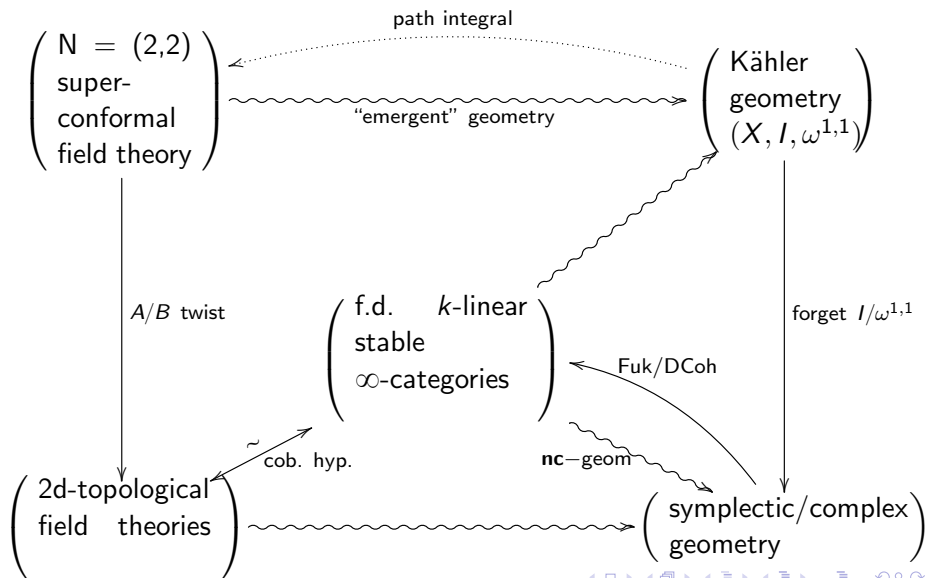 path integral
N = (2,2)
super-
conformal
field theory
"emergent" geometry
Kähler
geometry
(X, I, ω^{1,1})
A/B twist
f.d. k-linear
stable
∞-categories
forget I/ω^{1,1}
Fuk/DCoh
~
cob. hyp.
nc−geom
2d-topological
field theories
symplectic/complex
geometry